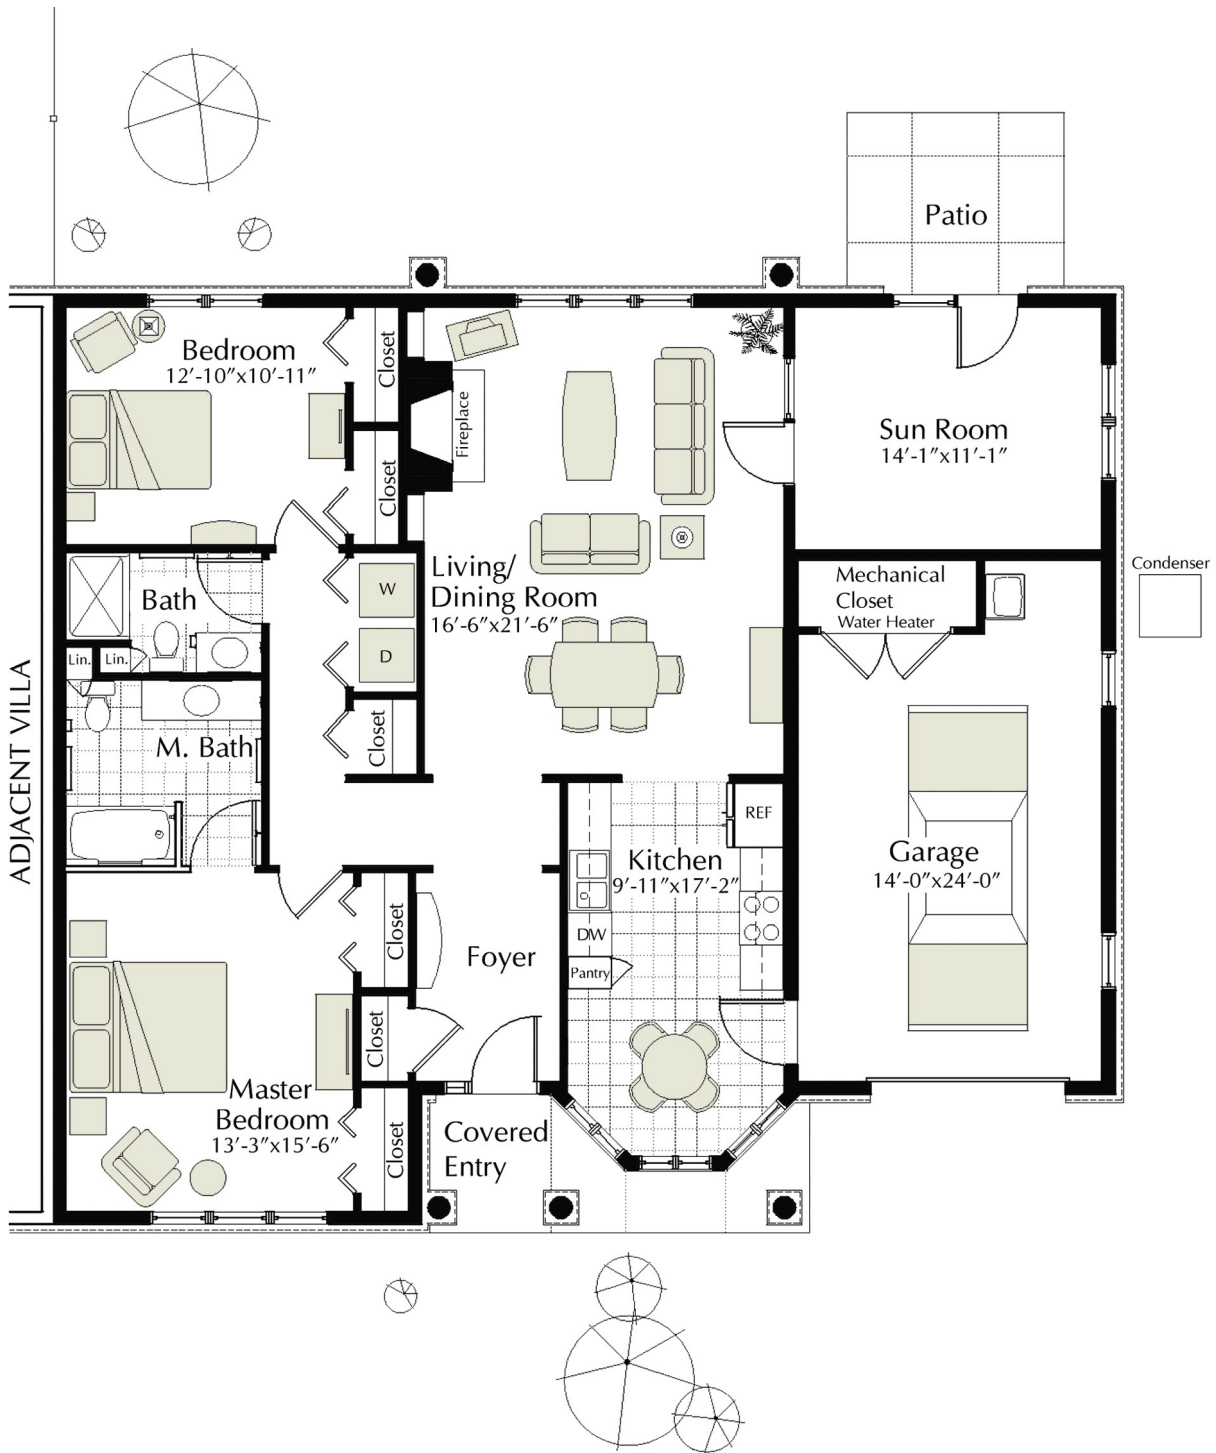 Patio
Bedroom
12'-10"x10'-11"
Closet
Closet
Fireplace
Sun Room
14'-1"x11'-1"
Condenser
Living/
Dining Room
16'-6"x21'-6"
Mechanical
Closet
Water Heater
Bath
W
D
Lin.
Lin.
M. Bath
Closet
ADJACENT VILLA
REF
Kitchen
9'-11"x17'-2"
Garage
14'-0"x24'-0"
DW
Pantry
Closet
Foyer
Closet
Master
Bedroom
13'-3"x15'-6"
Closet
Covered
Entry